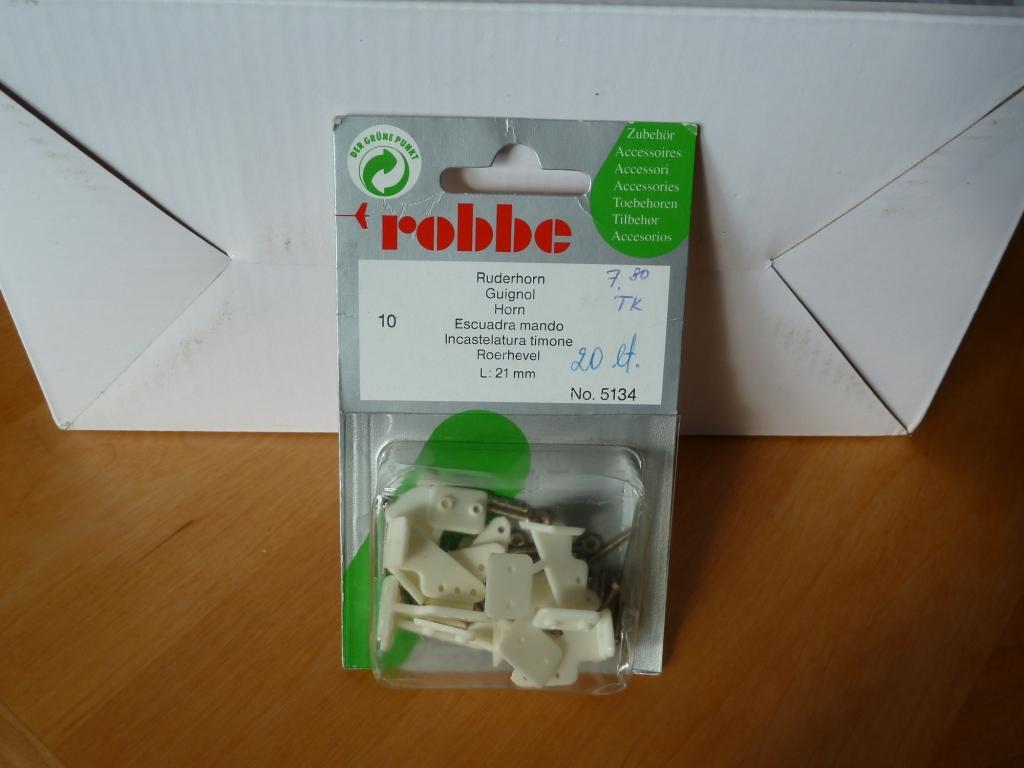 DER GRÜNE PUNKT
Zubehör
Accessoires
Accessori
Accessories
Toebehoren
Tilbehør
Accesorios
robbe
Ruderhorn
Guignol
Horn
Escuadra mando
Incastelatura timone
Roerhevel
L: 21 mm
10
7.80
TK
20 lt.
No. 5134